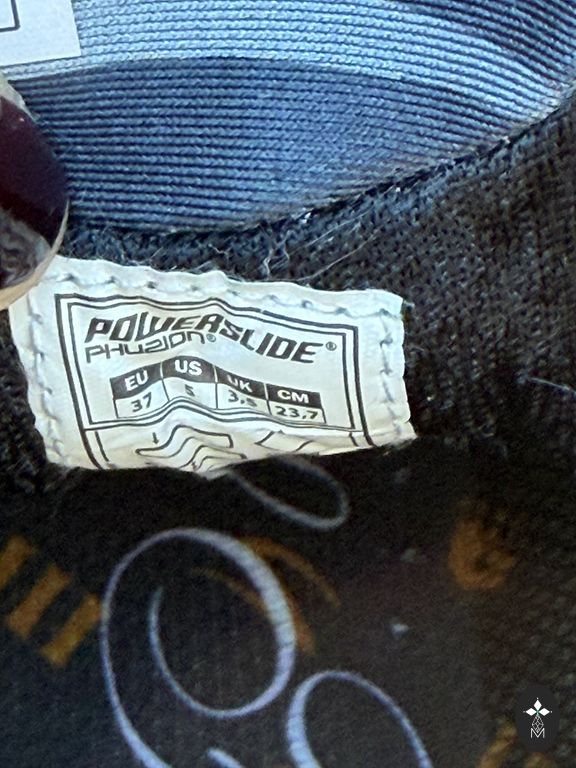 POWERSLIDE®
PHUZION®
EU US UK CM
37 5 3,5 23,7
M